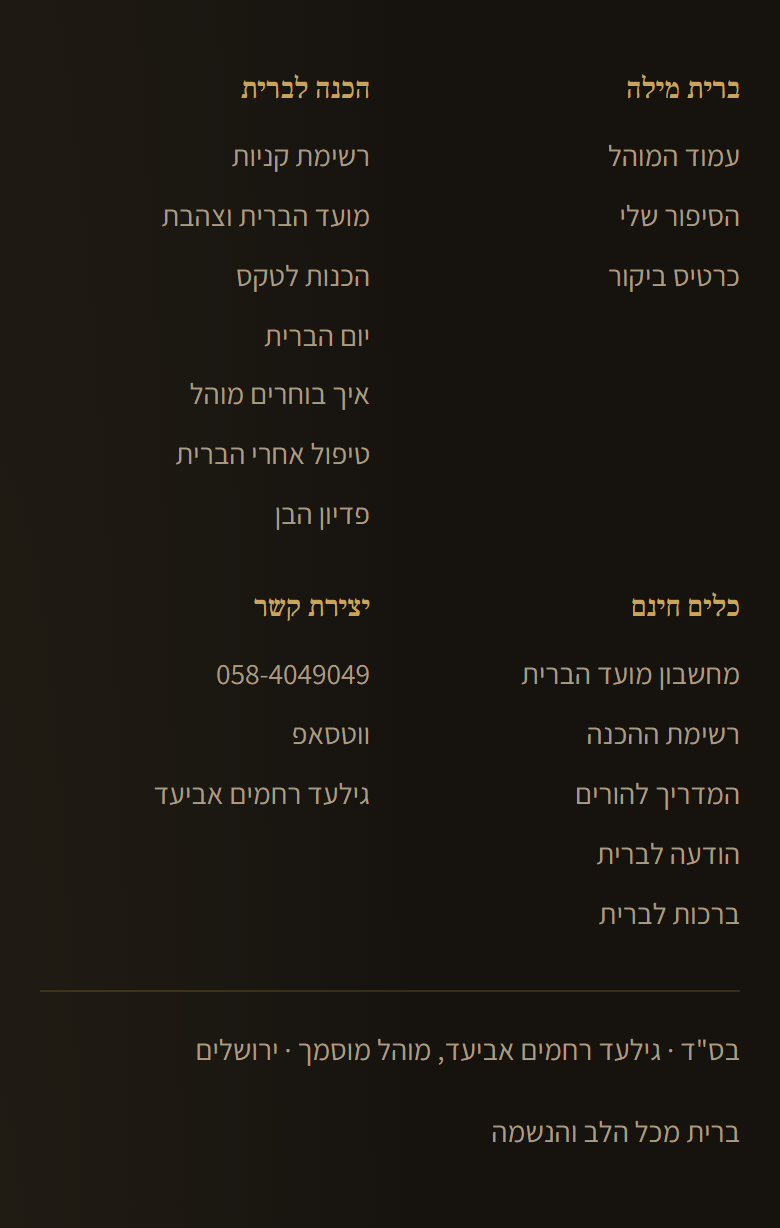 ברית מילה
עמוד המוהל
הסיפור שלי
כרטיס ביקור
הכנה לברית
רשימת קניות
מועד הברית וצהבת
הכנות לטקס
יום הברית
איך בוחרים מוהל
טיפול אחרי הברית
פדיון הבן
כלים חינם
מחשבון מועד הברית
רשימת ההכנה
המדריך להורים
הודעה לברית
ברכות לברית
יצירת קשר
058-4049049
ווטסאפ
גילעד רחמים אביעד
בס"ד · גילעד רחמים אביעד, מוהל מוסמך · ירושלים
ברית מכל הלב והנשמה